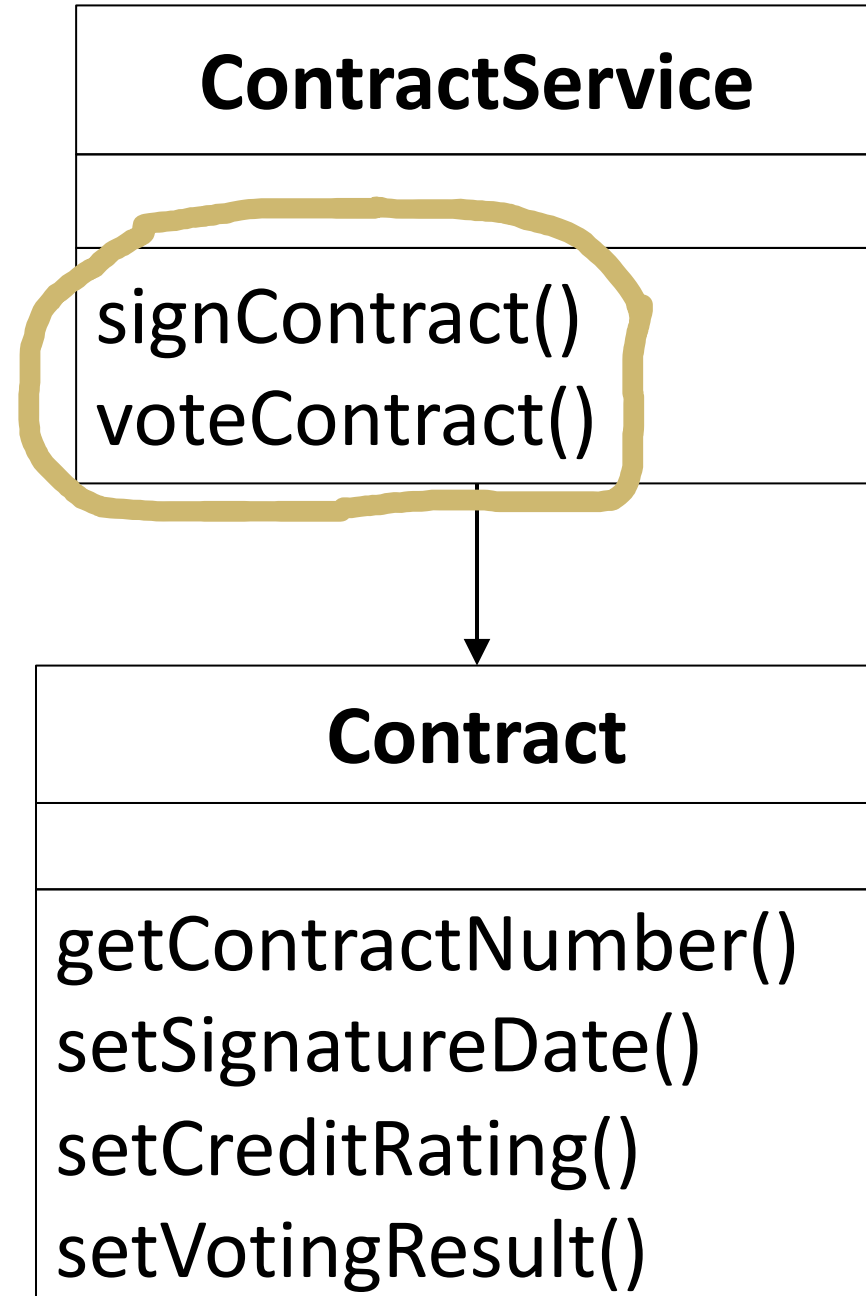 ContractService
signContract()
voteContract()
Contract
getContractNumber()
setSignatureDate()
setCreditRating()
setVotingResult()